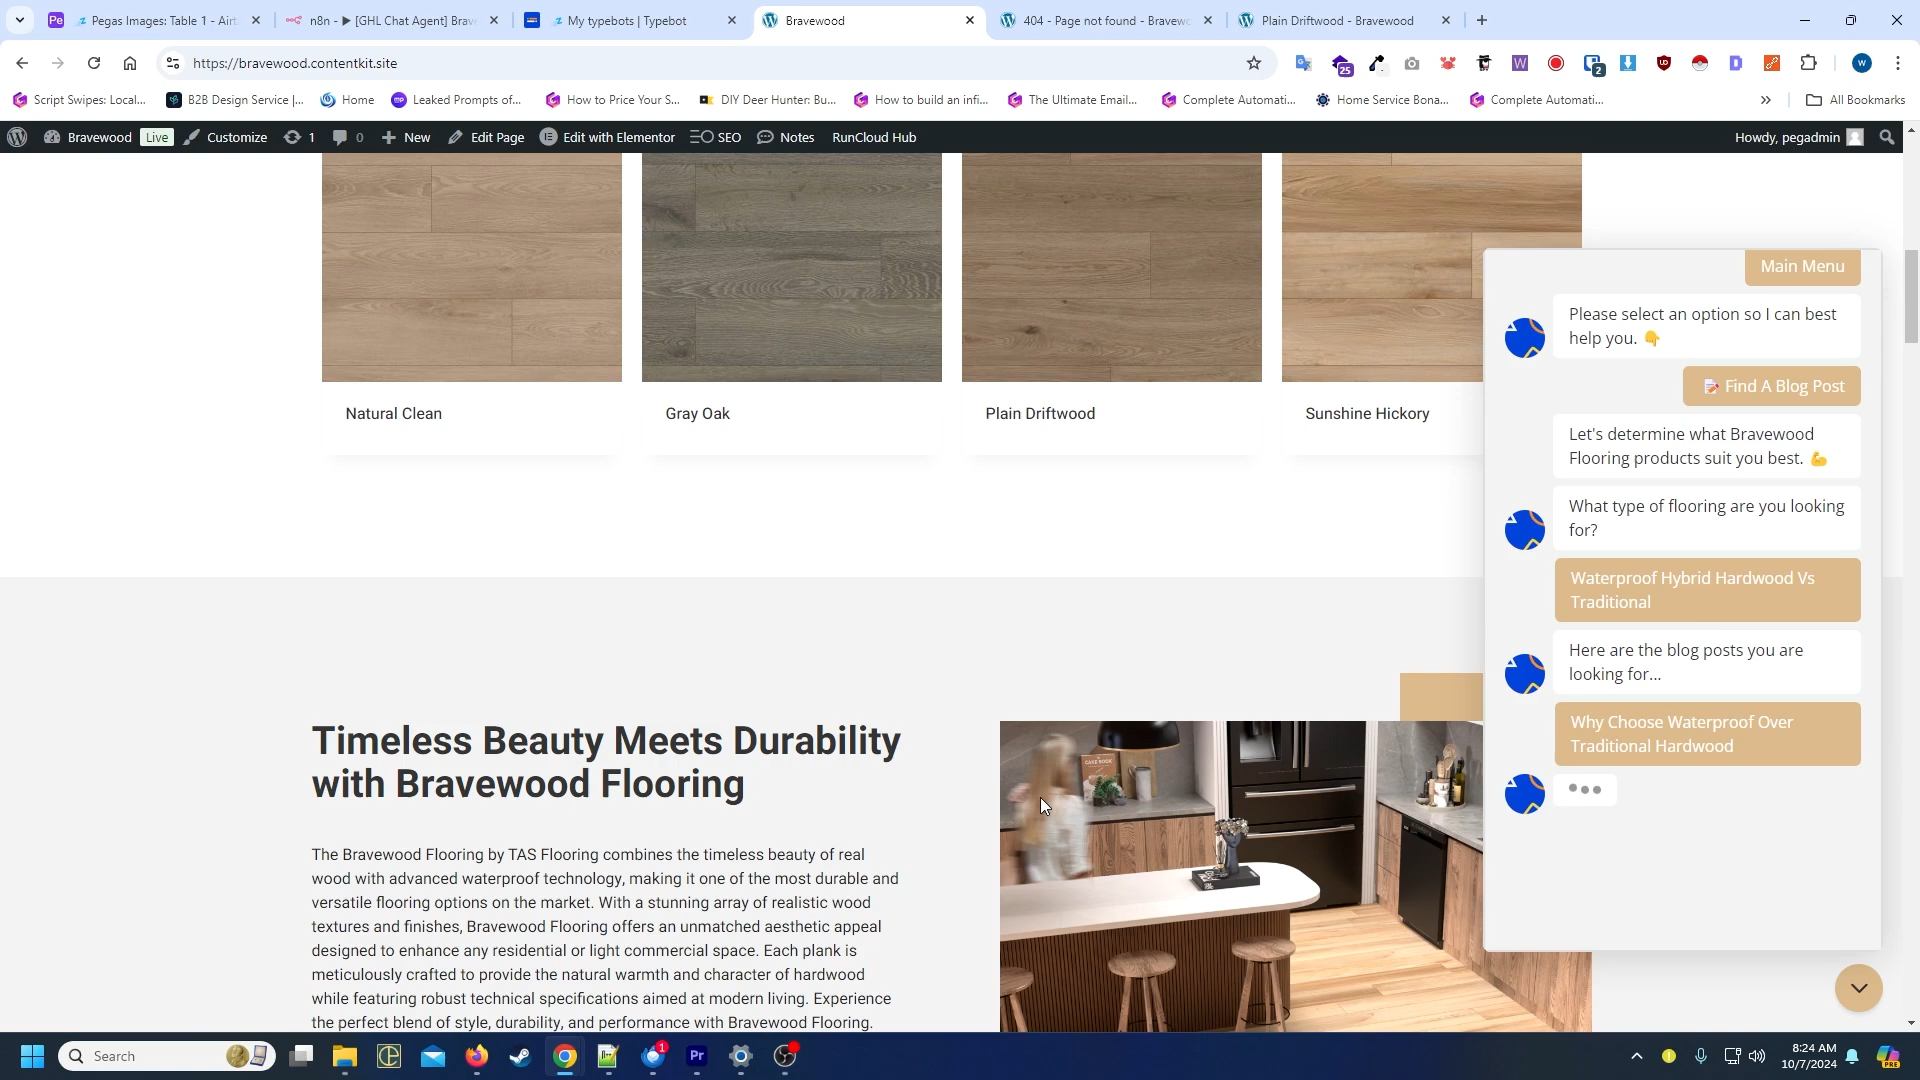 Pegas Images: Table 1 - Airt
n8n - ▶ [GHL Chat Agent] Brav
My typebots | Typebot
Bravewood
404 - Page not found - Bravewo
Plain Driftwood - Bravewood
https://bravewood.contentkit.site
25
2
Script Swipes: Local...
B2B Design Service |...
Home
Leaked Prompts of...
How to Price Your S...
DIY Deer Hunter: Bu...
How to build an infi...
The Ultimate Email...
Complete Automati...
Home Service Bona...
Complete Automati...
All Bookmarks
Bravewood
Live
Customize
1
0
New
Edit Page
Edit with Elementor
SEO
Notes
RunCloud Hub
Howdy, pegadmin
Natural Clean
Gray Oak
Plain Driftwood
Sunshine Hickory
Timeless Beauty Meets Durability
with Bravewood Flooring
The Bravewood Flooring by TAS Flooring combines the timeless beauty of real
wood with advanced waterproof technology, making it one of the most durable and
versatile flooring options on the market. With a stunning array of realistic wood
textures and finishes, Bravewood Flooring offers an unmatched aesthetic appeal
designed to enhance any residential or light commercial space. Each plank is
meticulously crafted to provide the natural warmth and character of hardwood
while featuring robust technical specifications aimed at modern living. Experience
the perfect blend of style, durability, and performance with Bravewood Flooring.
Main Menu
Please select an option so I can best
help you. 👇
📝 Find A Blog Post
Let's determine what Bravewood
Flooring products suit you best. 💪
What type of flooring are you looking
for?
Waterproof Hybrid Hardwood Vs
Traditional
Here are the blog posts you are
looking for...
Why Choose Waterproof Over
Traditional Hardwood
Search
1
8:24 AM
10/7/2024